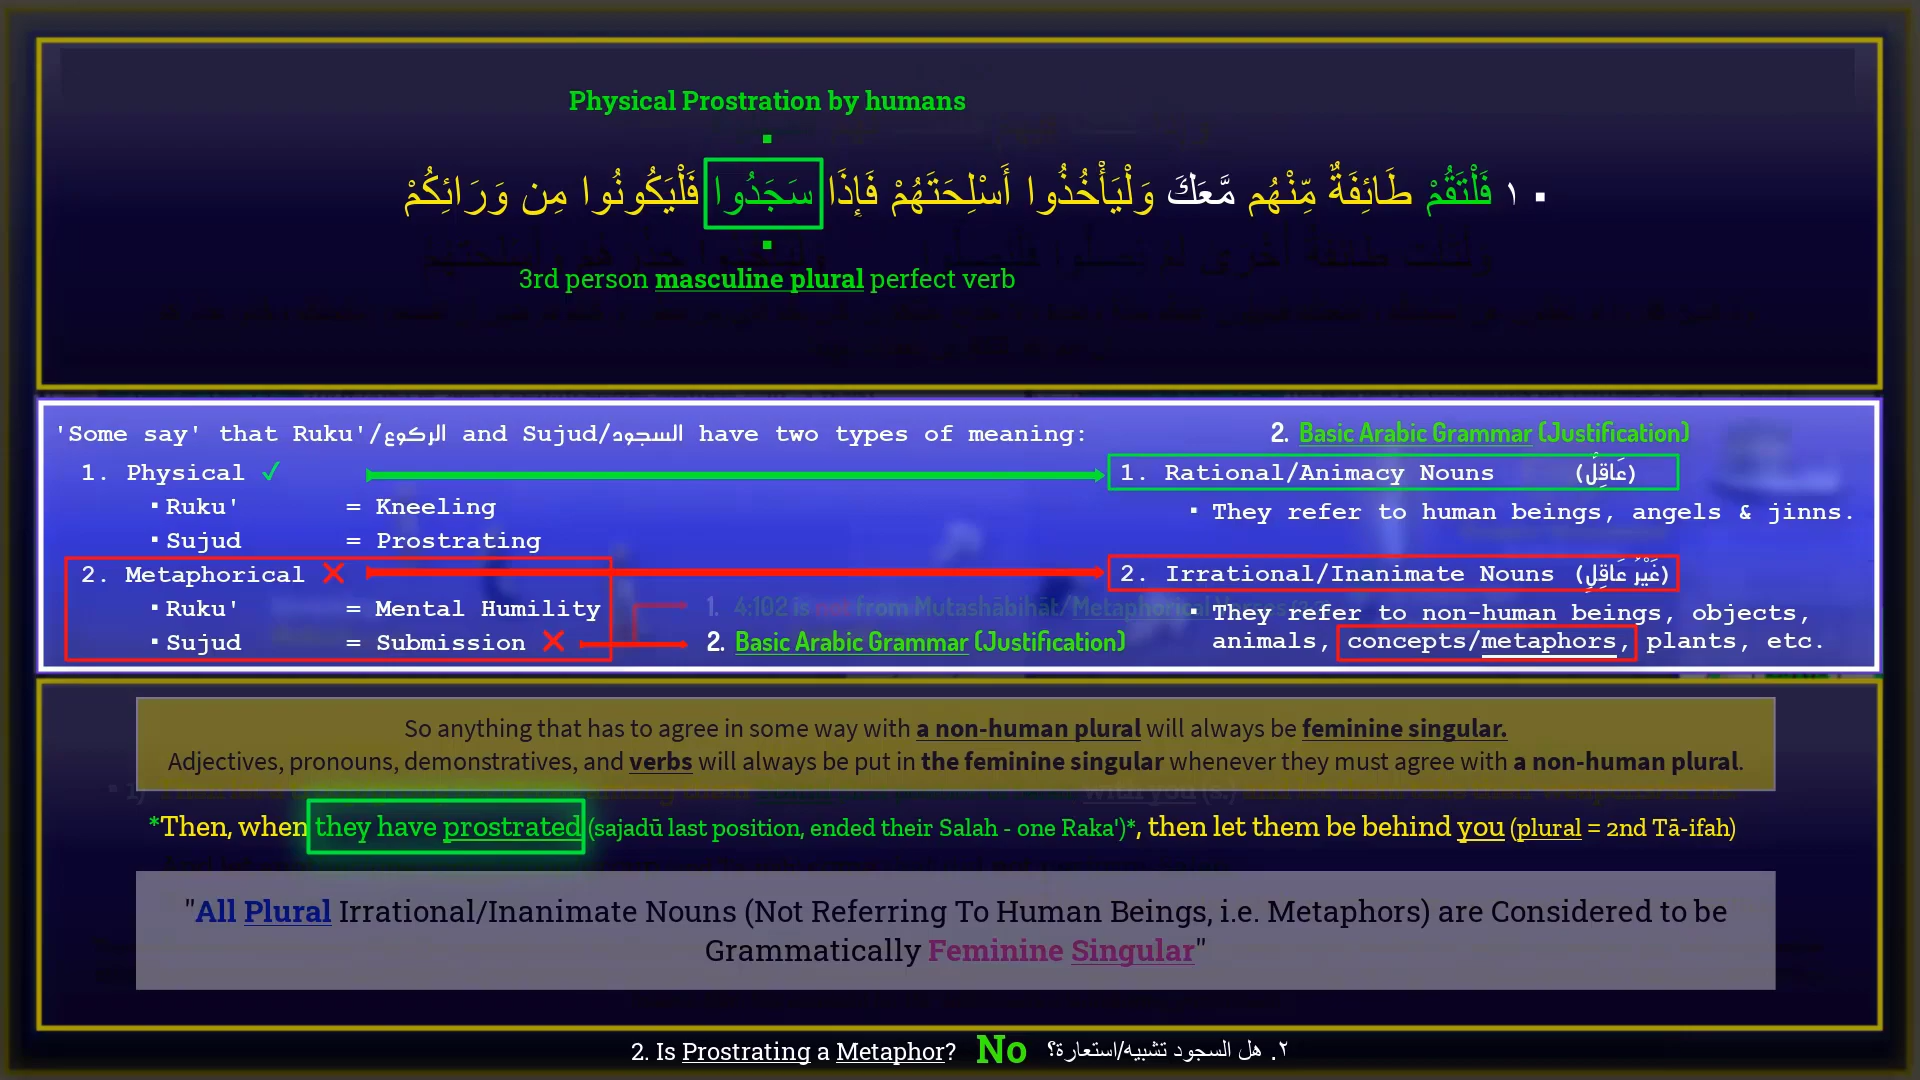 Physical Prostration by humans
١ فَلْتَقُمْ طَائِفَةٌ مِّنْهُم مَّعَكَ وَلْيَأْخُذُوا أَسْلِحَتَهُمْ فَإِذَا سَجَدُوا فَلْيَكُونُوا مِن وَرَائِكُمْ
3rd person masculine plural perfect verb
'Some say' that Ruku'/الركوع and Sujud/السجود have two types of meaning:
1. Physical ✓
▪ Ruku' = Kneeling
▪ Sujud = Prostrating
2. Metaphorical ❌
▪ Ruku' = Mental Humility
▪ Sujud = Submission ❌
1. 4:102 is not from Mutashābihāt/Metaphorical
2. Basic Arabic Grammar (Justification)
2. Basic Arabic Grammar (Justification)
1. Rational/Animacy Nouns (عَاقِلٌ)
▪ They refer to human beings, angels & jinns.
2. Irrational/Inanimate Nouns (غَيْرُ عَاقِلٍ)
▪ They refer to non-human beings, objects,
animals, concepts/metaphors, plants, etc.
So anything that has to agree in some way with a non-human plural will always be feminine singular.
Adjectives, pronouns, demonstratives, and verbs will always be put in the feminine singular whenever they must agree with a non-human plural.
*Then, when they have prostrated (sajadū last position, ended their Salah - one Raka')*, then let them be behind you (plural = 2nd Tā-ifah)
"All Plural Irrational/Inanimate Nouns (Not Referring To Human Beings, i.e. Metaphors) are Considered to be
Grammatically Feminine Singular"
2. Is Prostrating a Metaphor? No ٢. هل السجود تشبيه/استعارة؟